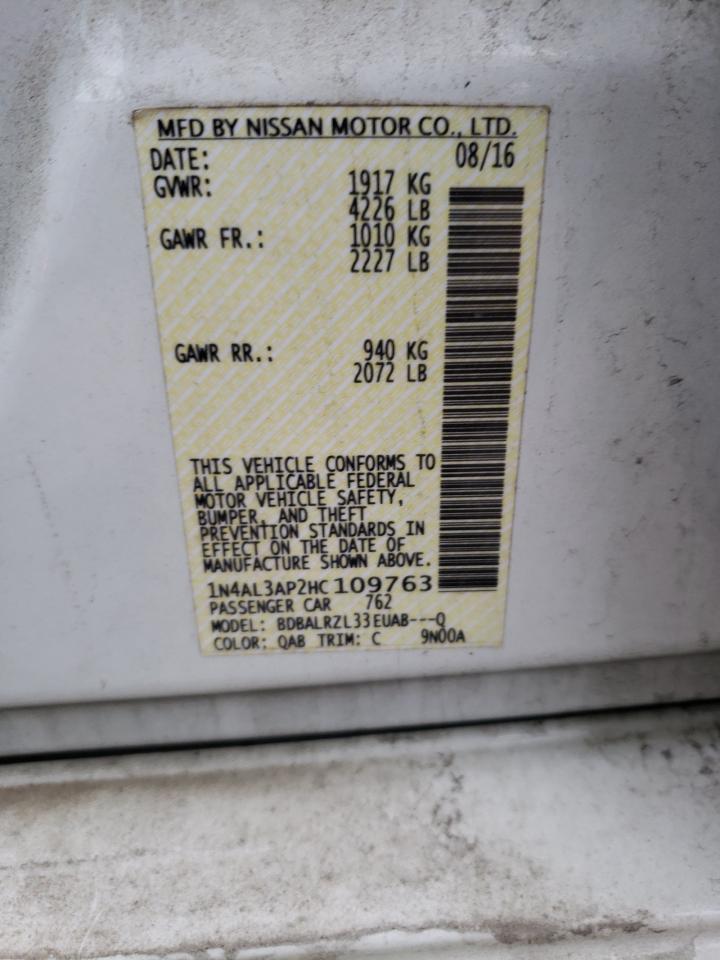 MFD BY NISSAN MOTOR CO., LTD.
DATE: 08/16
GVWR: 1917 KG
4226 LB
GAWR FR.: 1010 KG
2227 LB
GAWR RR.: 940 KG
2072 LB
THIS VEHICLE CONFORMS TO
ALL APPLICABLE FEDERAL
MOTOR VEHICLE SAFETY,
BUMPER, AND THEFT
PREVENTION STANDARDS IN
EFFECT ON THE DATE OF
MANUFACTURE SHOWN ABOVE.
1N4AL3AP2HC109763
PASSENGER CAR 762
MODEL: BDBALRZL33EUAB---Q
COLOR: QAB TRIM: C 9N00A